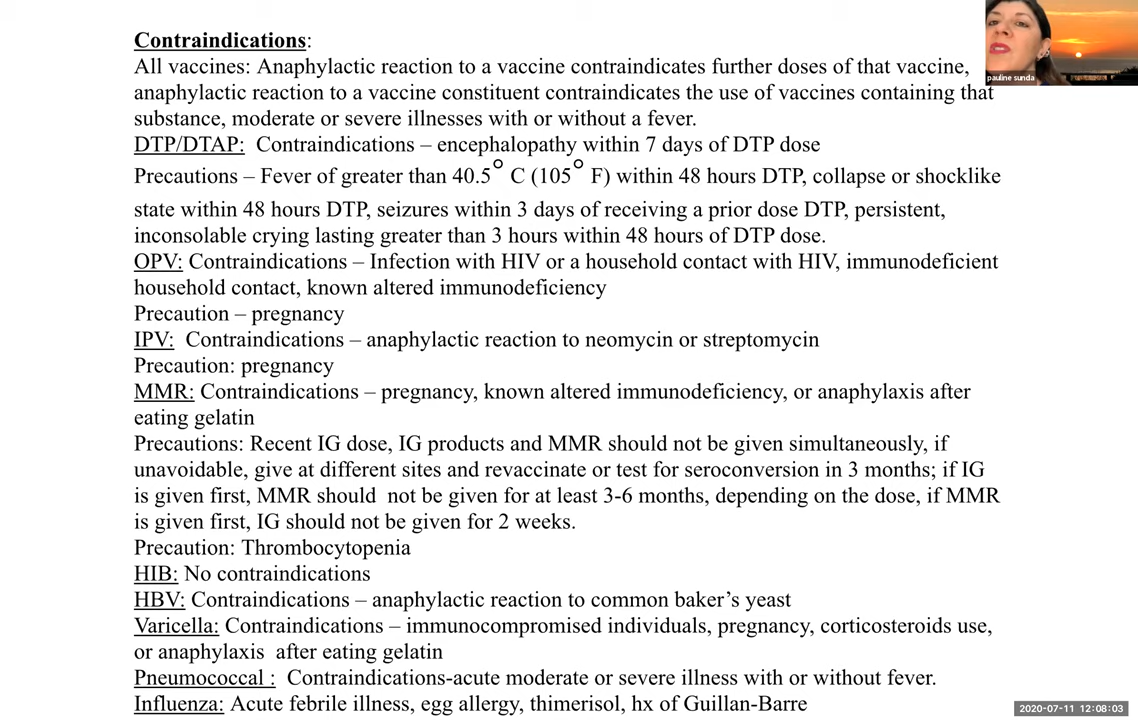 Contraindications:
All vaccines: Anaphylactic reaction to a vaccine contraindicates further doses of that vaccine,
anaphylactic reaction to a vaccine constituent contraindicates the use of vaccines containing that
substance, moderate or severe illnesses with or without a fever.
DTP/DTAP: Contraindications – encephalopathy within 7 days of DTP dose
Precautions – Fever of greater than 40.5° C (105° F) within 48 hours DTP, collapse or shocklike
state within 48 hours DTP, seizures within 3 days of receiving a prior dose DTP, persistent,
inconsolable crying lasting greater than 3 hours within 48 hours of DTP dose.
OPV: Contraindications – Infection with HIV or a household contact with HIV, immunodeficient
household contact, known altered immunodeficiency
Precaution – pregnancy
IPV: Contraindications – anaphylactic reaction to neomycin or streptomycin
Precaution: pregnancy
MMR: Contraindications – pregnancy, known altered immunodeficiency, or anaphylaxis after
eating gelatin
Precautions: Recent IG dose, IG products and MMR should not be given simultaneously, if
unavoidable, give at different sites and revaccinate or test for seroconversion in 3 months; if IG
is given first, MMR should not be given for at least 3-6 months, depending on the dose, if MMR
is given first, IG should not be given for 2 weeks.
Precaution: Thrombocytopenia
HIB: No contraindications
HBV: Contraindications – anaphylactic reaction to common baker’s yeast
Varicella: Contraindications – immunocompromised individuals, pregnancy, corticosteroids use,
or anaphylaxis after eating gelatin
Pneumococcal : Contraindications-acute moderate or severe illness with or without fever.
Influenza: Acute febrile illness, egg allergy, thimerisol, hx of Guillan-Barre
pauline sunda
2020-07-11 12:08:03